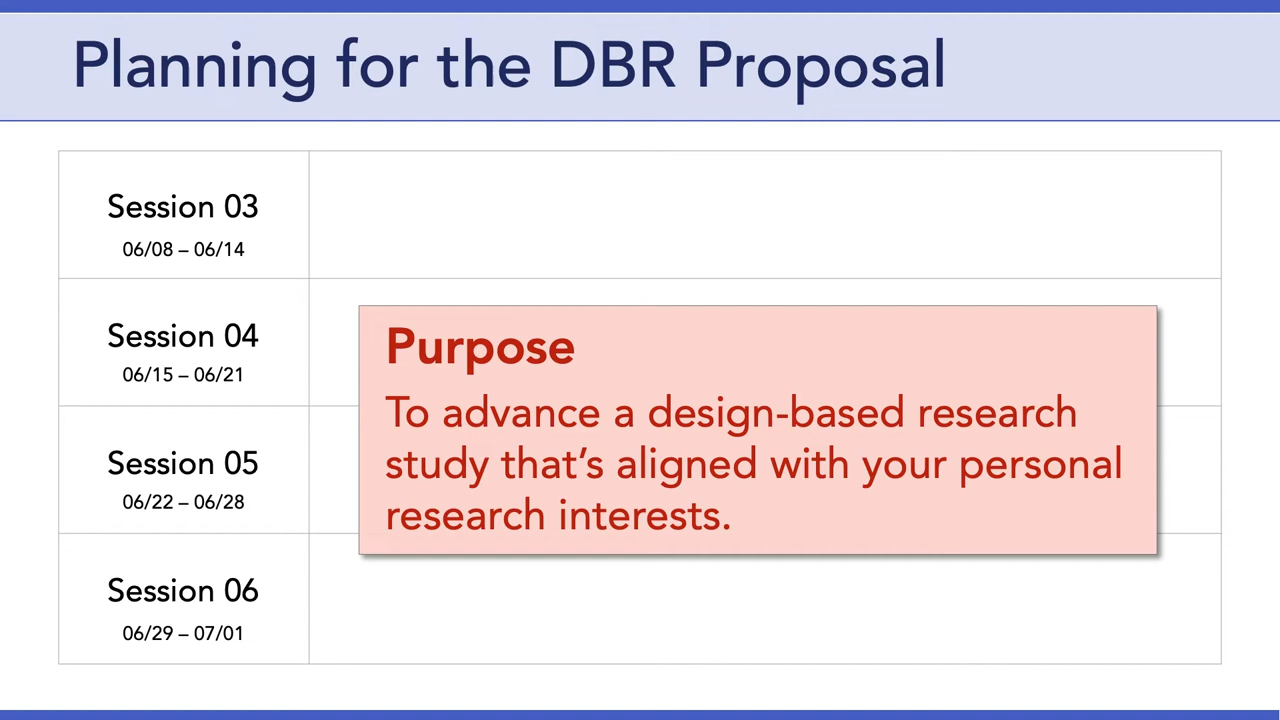 Planning for the DBR Proposal
Session 03
06/08 – 06/14
Session 04
06/15 – 06/21
Session 05
06/22 – 06/28
Session 06
06/29 – 07/01
Purpose
To advance a design-based research
study that’s aligned with your personal
research interests.